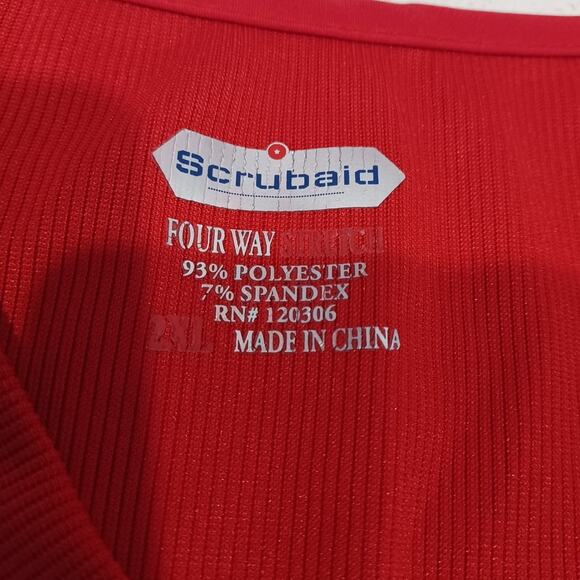 Scrubaid
FOUR WAY STRETCH
93% POLYESTER
7% SPANDEX
RN# 120306
2XL MADE IN CHINA